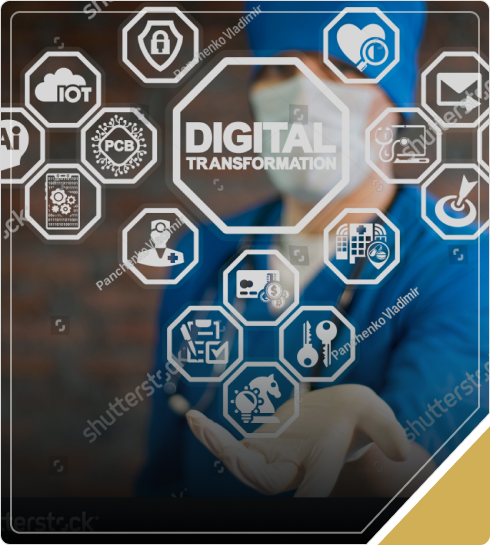 Panchenko Vladimir
IOT
AI
PCB
DIGITAL
TRANSFORMATION
shutterstock
Panchenko Vladimir
Panchenko Vladimir
shutterstock
shutterstock
shutterstock